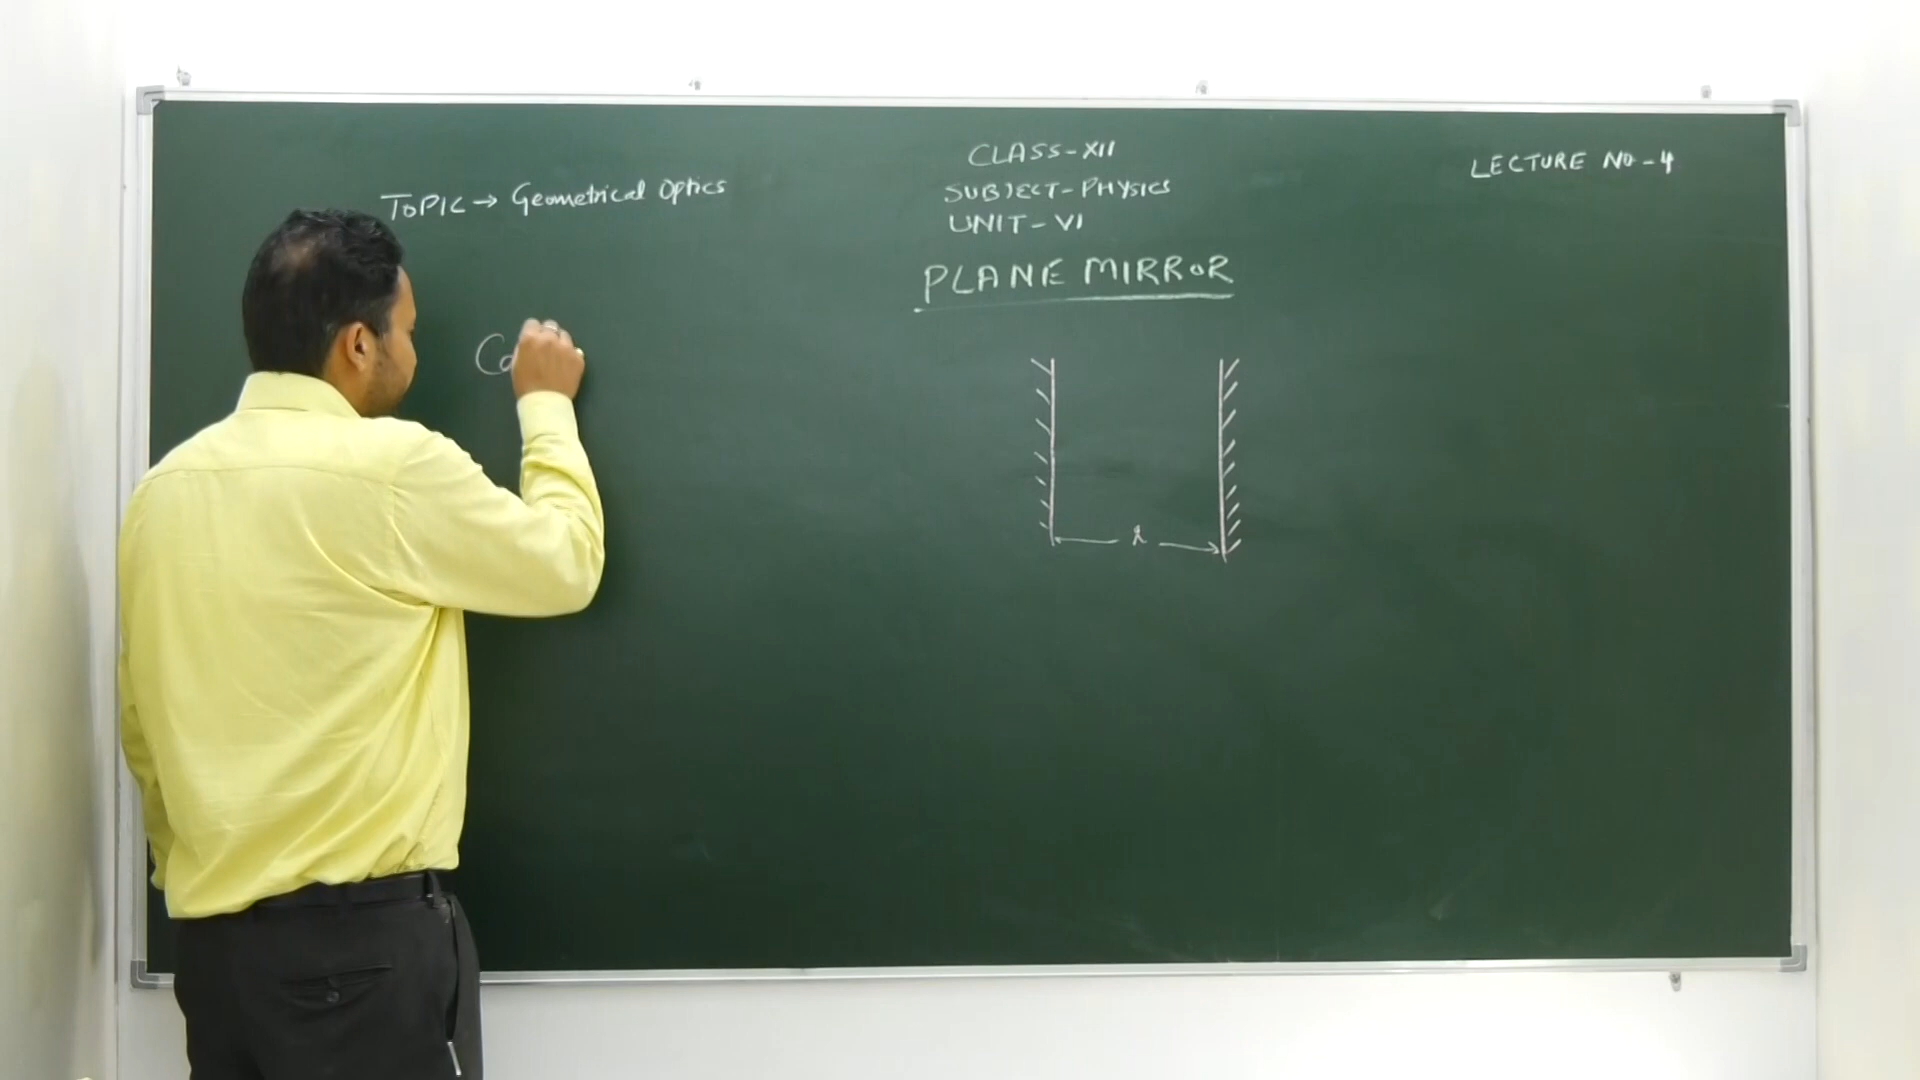 CLASS-XII
LECTURE NO-4
TOPIC → Geometrical Optics
SUBJECT-PHYSICS
UNIT-VI
PLANE MIRROR